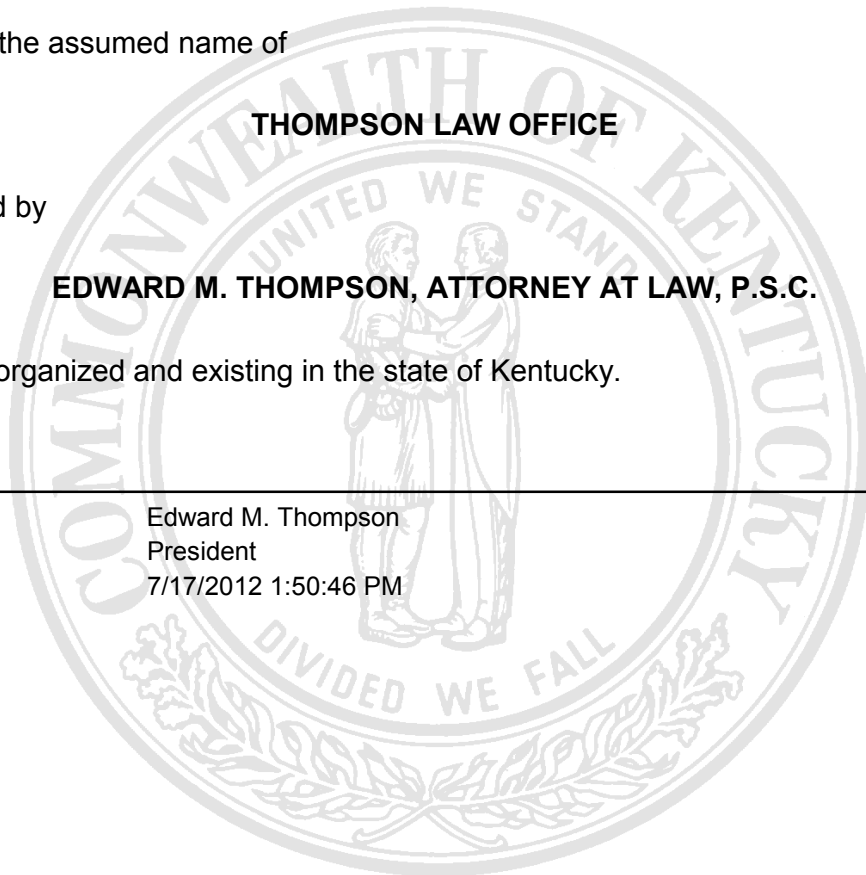 the assumed name of
THOMPSON LAW OFFICE
d by
EDWARD M. THOMPSON, ATTORNEY AT LAW, P.S.C.
organized and existing in the state of Kentucky.
Edward M. Thompson
President
7/17/2012 1:50:46 PM
COMMONWEALTH OF KENTUCKY
UNITED WE STAND
DIVIDED WE FALL